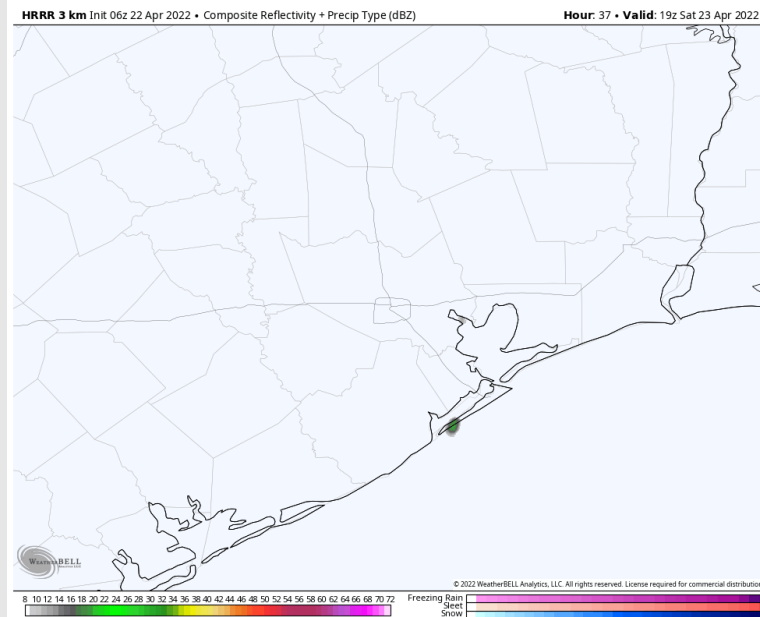 HRRR 3 km Init 06z 22 Apr 2022 • Composite Reflectivity + Precip Type (dBZ) Hour: 37 • Valid: 19z Sat 23 Apr 2022
WEATHERBELL
© 2022 WeatherBELL Analytics, LLC. All rights reserved. License required for commercial distribution
8 10 12 14 16 18 20 22 24 26 28 30 32 34 36 38 40 42 44 46 48 50 52 54 56 58 60 62 64 66 68 70 72
Freezing Rain
Sleet
Snow